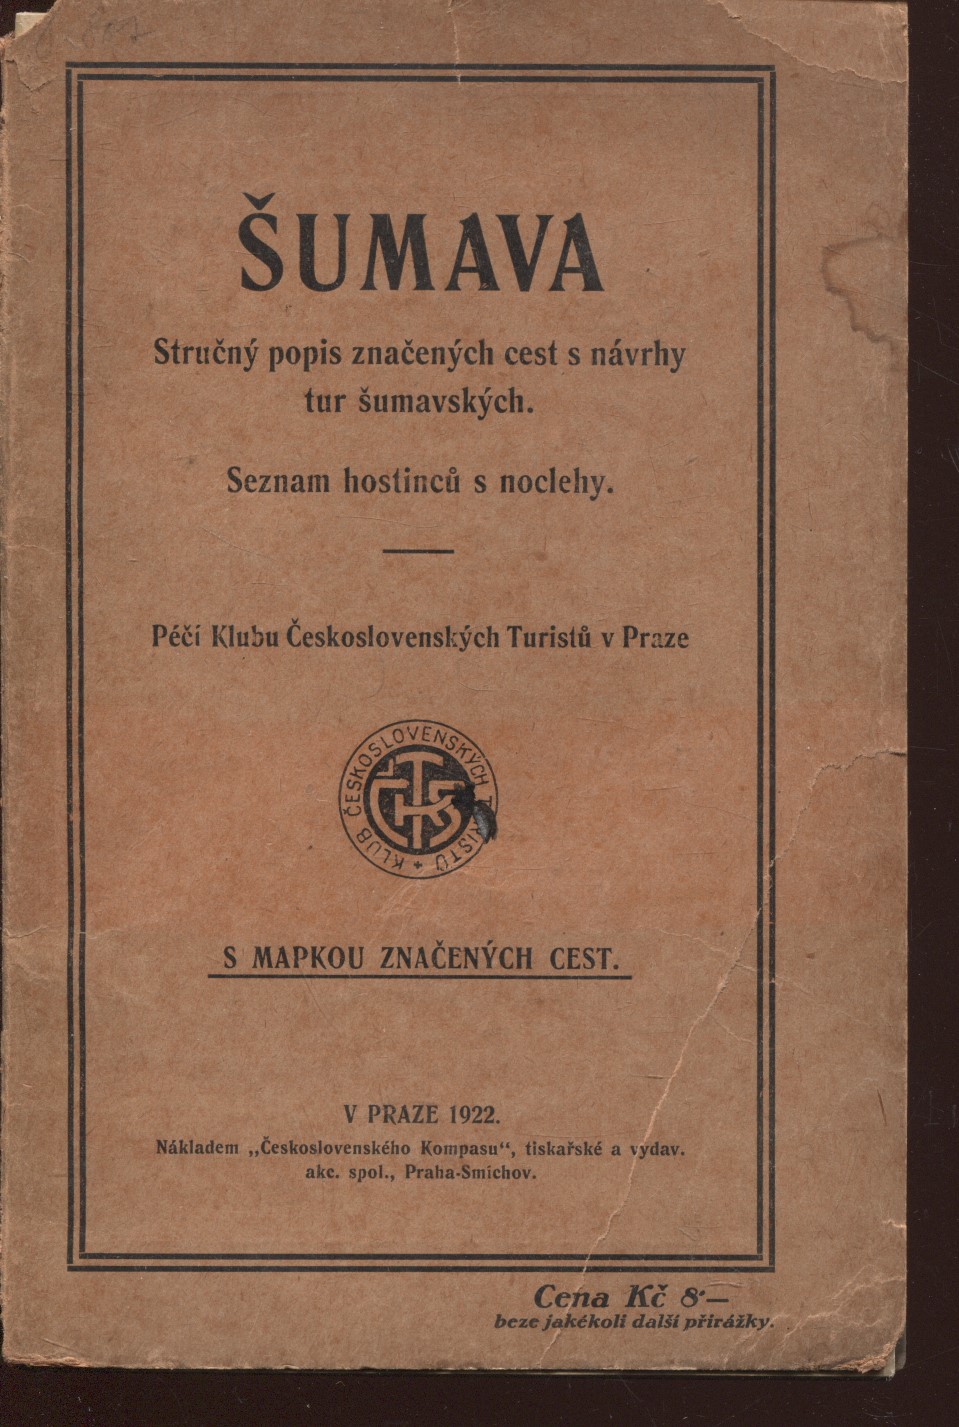 ŠUMAVA
Stručný popis značených cest s návrhy
tur šumavských.
Seznam hostinců s noclehy.
Péčí Klubu Československých Turistů v Praze
KLUB ČESKOSLOVENSKÝCH TURISTŮ
KČST
S MAPKOU ZNAČENÝCH CEST.
V PRAZE 1922.
Nákladem „Československého Kompasu“, tiskařské a vydav.
akc. spol., Praha-Smíchov.
Cena Kč 8·—
beze jakékoli další přirážky.